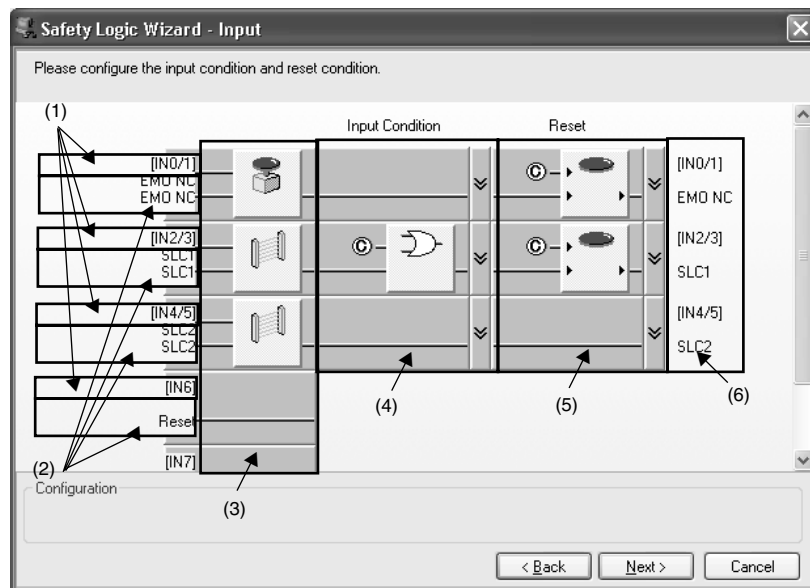 Safety Logic Wizard - Input
Please configure the input condition and reset condition.
(1)
Input Condition
Reset
[IN0/1]
EMO NC
EMO NC
C
[IN0/1]
EMO NC
[IN2/3]
SLC1
SLC1
C
C
[IN2/3]
SLC1
[IN4/5]
SLC2
SLC2
[IN4/5]
SLC2
[IN6]
Reset
(4)
(5)
(6)
(2)
[IN7]
(3)
Configuration
< Back
Next >
Cancel